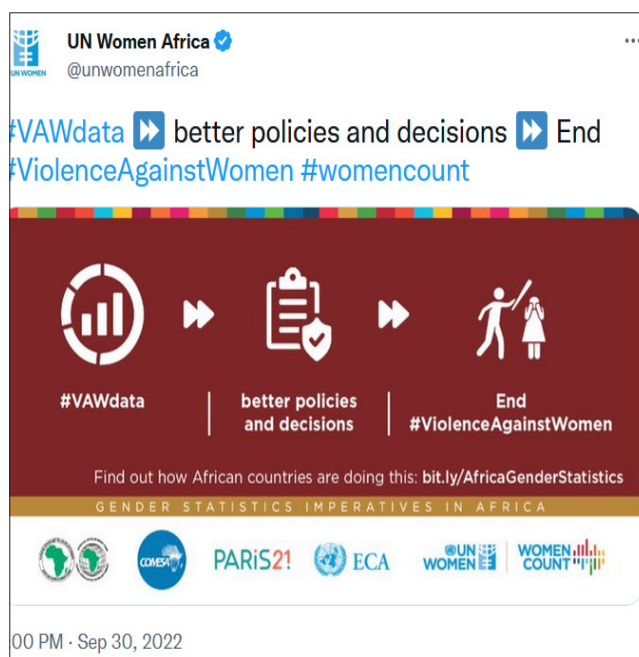 UN Women Africa
@unwomenafrica
UN WOMEN
#VAWdata better policies and decisions End
#ViolenceAgainstWomen #womencount
#VAWdata
better policies
and decisions
End
#ViolenceAgainstWomen
Find out how African countries are doing this: bit.ly/AfricaGenderStatistics
GENDER STATISTICS IMPERATIVES IN AFRICA
COMESA
PARiS21
ECA
UN
WOMEN
WOMEN
COUNT
:00 PM · Sep 30, 2022